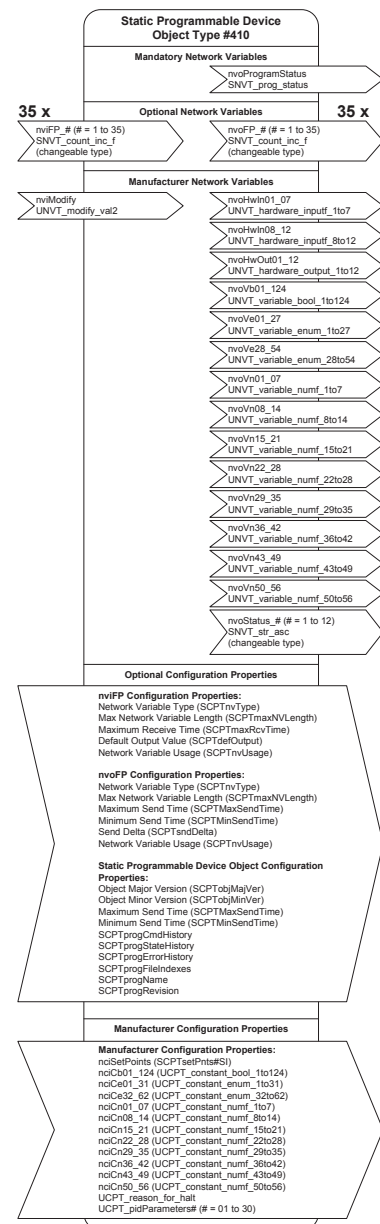 Static Programmable Device
Object Type #410
Mandatory Network Variables
nvoProgramStatus
SNVT_prog_status
35 x
Optional Network Variables
35 x
nviFP_# (# = 1 to 35)
SNVT_count_inc_f
(changeable type)
nvoFP_# (# = 1 to 35)
SNVT_count_inc_f
(changeable type)
Manufacturer Network Variables
nviModify
UNVT_modify_val2
nvoHwIn01_07
UNVT_hardware_inputf_1to7
nvoHwIn08_12
UNVT_hardware_inputf_8to12
nvoHwOut01_12
UNVT_hardware_output_1to12
nvoVb01_124
UNVT_variable_bool_1to124
nvoVe01_27
UNVT_variable_enum_1to27
nvoVe28_54
UNVT_variable_enum_28to54
nvoVn01_07
UNVT_variable_numf_1to7
nvoVn08_14
UNVT_variable_numf_8to14
nvoVn15_21
UNVT_variable_numf_15to21
nvoVn22_28
UNVT_variable_numf_22to28
nvoVn29_35
UNVT_variable_numf_29to35
nvoVn36_42
UNVT_variable_numf_36to42
nvoVn43_49
UNVT_variable_numf_43to49
nvoVn50_56
UNVT_variable_numf_50to56
nvoStatus_# (# = 1 to 12)
SNVT_str_asc
(changeable type)
Optional Configuration Properties
nviFP Configuration Properties:
Network Variable Type (SCPTnvType)
Max Network Variable Length (SCPTmaxNVLength)
Maximum Receive Time (SCPTmaxRcvTime)
Default Output Value (SCPTdefOutput)
Network Variable Usage (SCPTnvUsage)
nvoFP Configuration Properties:
Network Variable Type (SCPTnvType)
Max Network Variable Length (SCPTmaxNVLength)
Maximum Send Time (SCPTMaxSendTime)
Minimum Send Time (SCPTMinSendTime)
Send Delta (SCPTsndDelta)
Network Variable Usage (SCPTnvUsage)
Static Programmable Device Object Configuration
Properties:
Object Major Version (SCPTobjMajVer)
Object Minor Version (SCPTobjMinVer)
Maximum Send Time (SCPTMaxSendTime)
Minimum Send Time (SCPTMinSendTime)
SCPTprogCmdHistory
SCPTprogStateHistory
SCPTprogErrorHistory
SCPTprogFileIndexes
SCPTprogName
SCPTprogRevision
Manufacturer Configuration Properties
Manufacturer Configuration Properties:
nciSetPoints (SCPTsetPnts#SI)
nciCb01_124 (UCPT_constant_bool_1to124)
nciCe01_31 (UCPT_constant_enum_1to31)
nciCe32_62 (UCPT_constant_enum_32to62)
nciCn01_07 (UCPT_constant_numf_1to7)
nciCn08_14 (UCPT_constant_numf_8to14)
nciCn15_21 (UCPT_constant_numf_15to21)
nciCn22_28 (UCPT_constant_numf_22to28)
nciCn29_35 (UCPT_constant_numf_29to35)
nciCn36_42 (UCPT_constant_numf_36to42)
nciCn43_49 (UCPT_constant_numf_43to49)
nciCn50_56 (UCPT_constant_numf_50to56)
UCPT_reason_for_halt
UCPT_pidParameters# (# = 01 to 30)